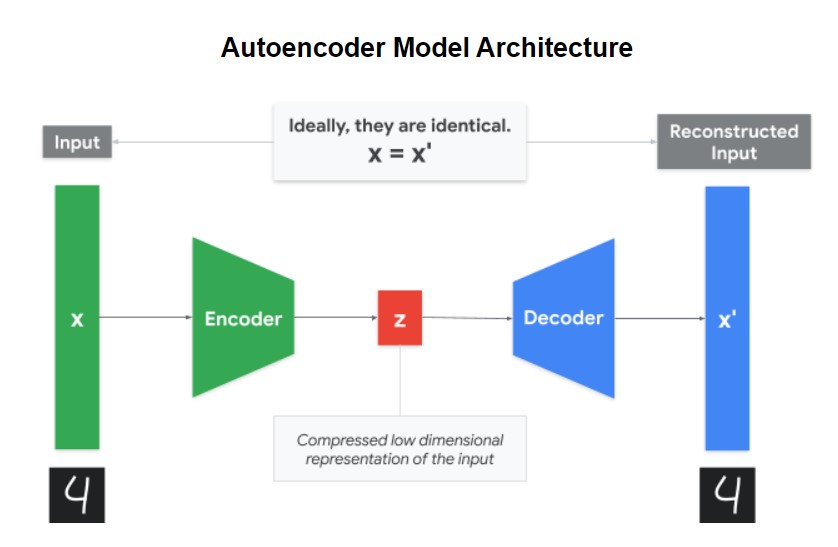 Autoencoder Model Architecture
Input
Ideally, they are identical.
x = x'
Reconstructed
Input
x
Encoder
z
Decoder
x'
Compressed low dimensional
representation of the input
4
4